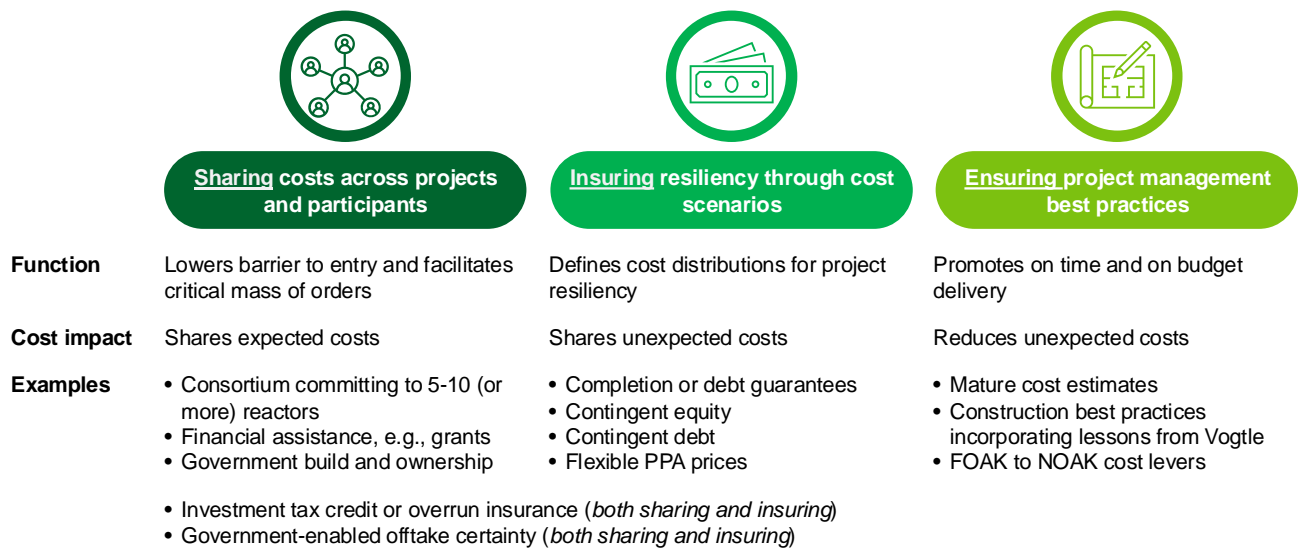 Sharing costs across projects
and participants
Insuring resiliency through cost
scenarios
Ensuring project management
best practices
Function
Lowers barrier to entry and facilitates
critical mass of orders
Defines cost distributions for project
resiliency
Promotes on time and on budget
delivery
Cost impact
Shares expected costs
Shares unexpected costs
Reduces unexpected costs
Examples
• Consortium committing to 5-10 (or
more) reactors
• Financial assistance, e.g., grants
• Government build and ownership
• Completion or debt guarantees
• Contingent equity
• Contingent debt
• Flexible PPA prices
• Mature cost estimates
• Construction best practices
incorporating lessons from Vogtle
• FOAK to NOAK cost levers
• Investment tax credit or overrun insurance (both sharing and insuring)
• Government-enabled offtake certainty (both sharing and insuring)